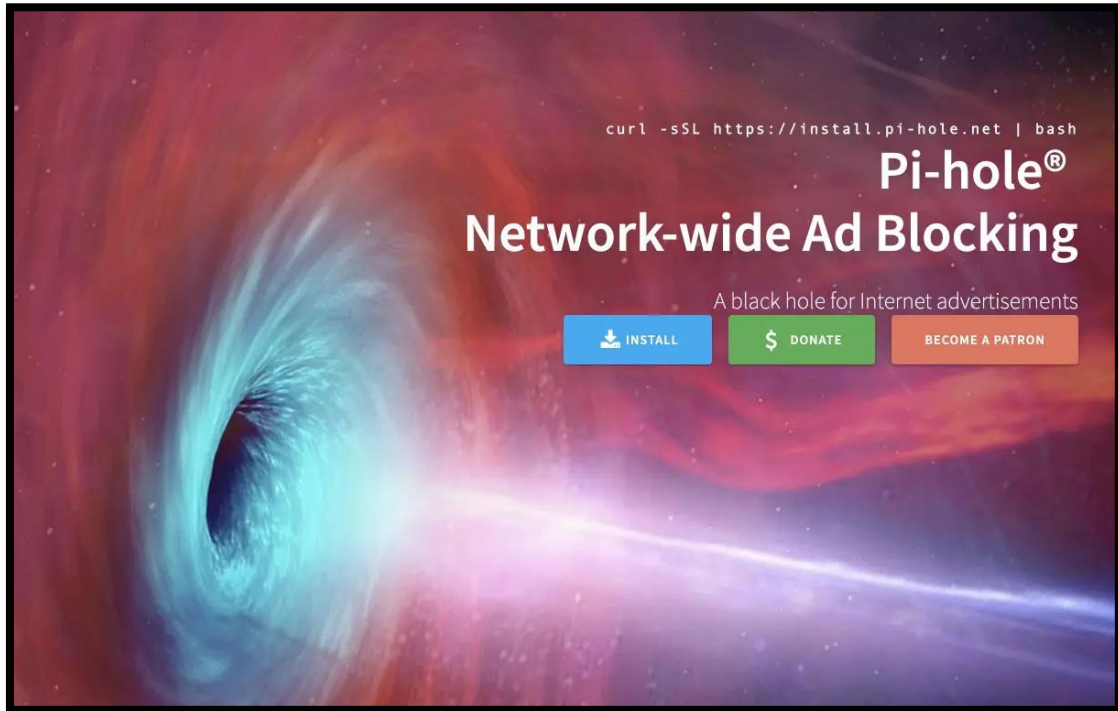 curl -sSL https://install.pi-hole.net | bash
Pi-hole®
Network-wide Ad Blocking
A black hole for Internet advertisements
INSTALL $ DONATE BECOME A PATRON